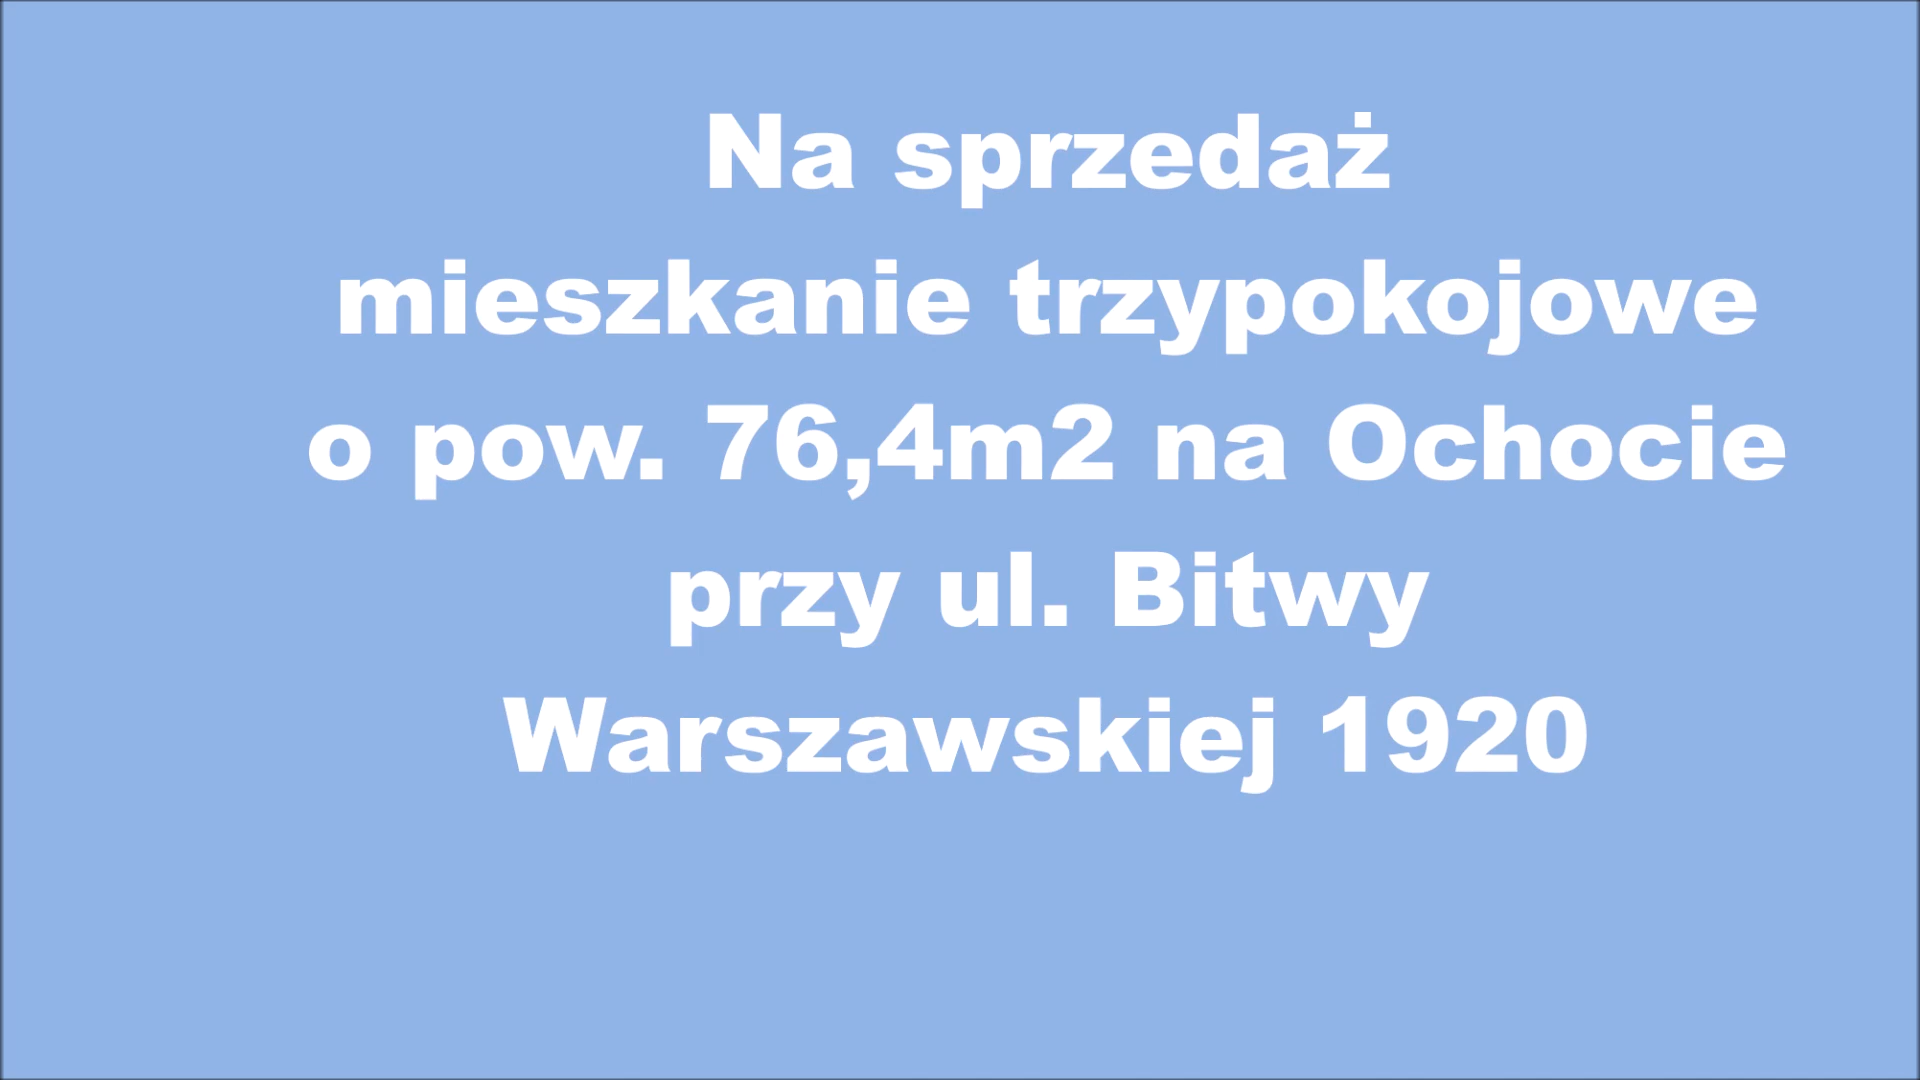 Na sprzedaż
mieszkanie trzypokojowe
o pow. 76,4m2 na Ochocie
przy ul. Bitwy
Warszawskiej 1920